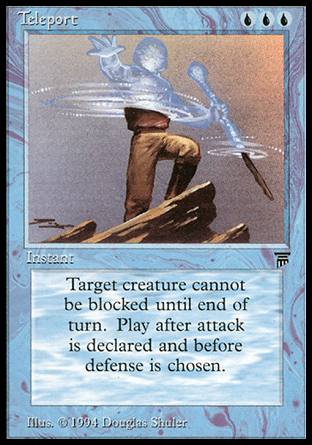 Teleport
Instant
Target creature cannot
be blocked until end of
turn. Play after attack
is declared and before
defense is chosen.
Illus. © 1994 Douglas Shuler